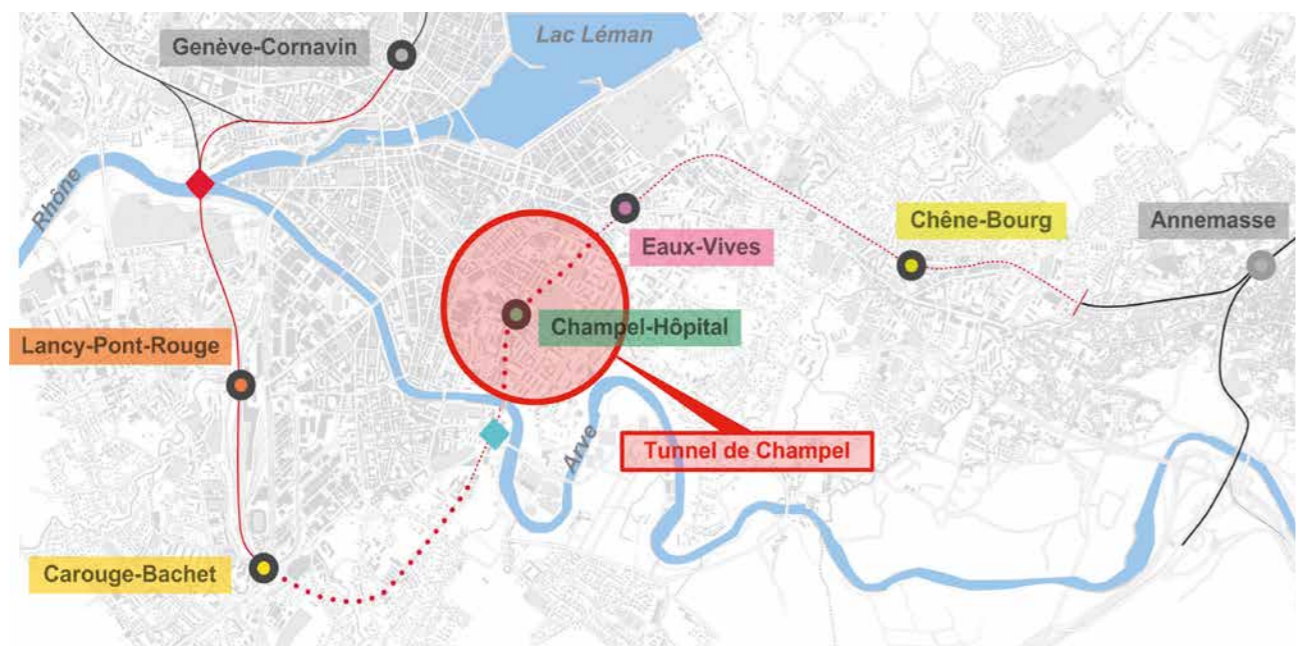 Genève-Cornavin
Lac Léman
Rhône
Eaux-Vives
Chêne-Bourg
Annemasse
Champel-Hôpital
Lancy-Pont-Rouge
Arve
Tunnel de Champel
Carouge-Bachet